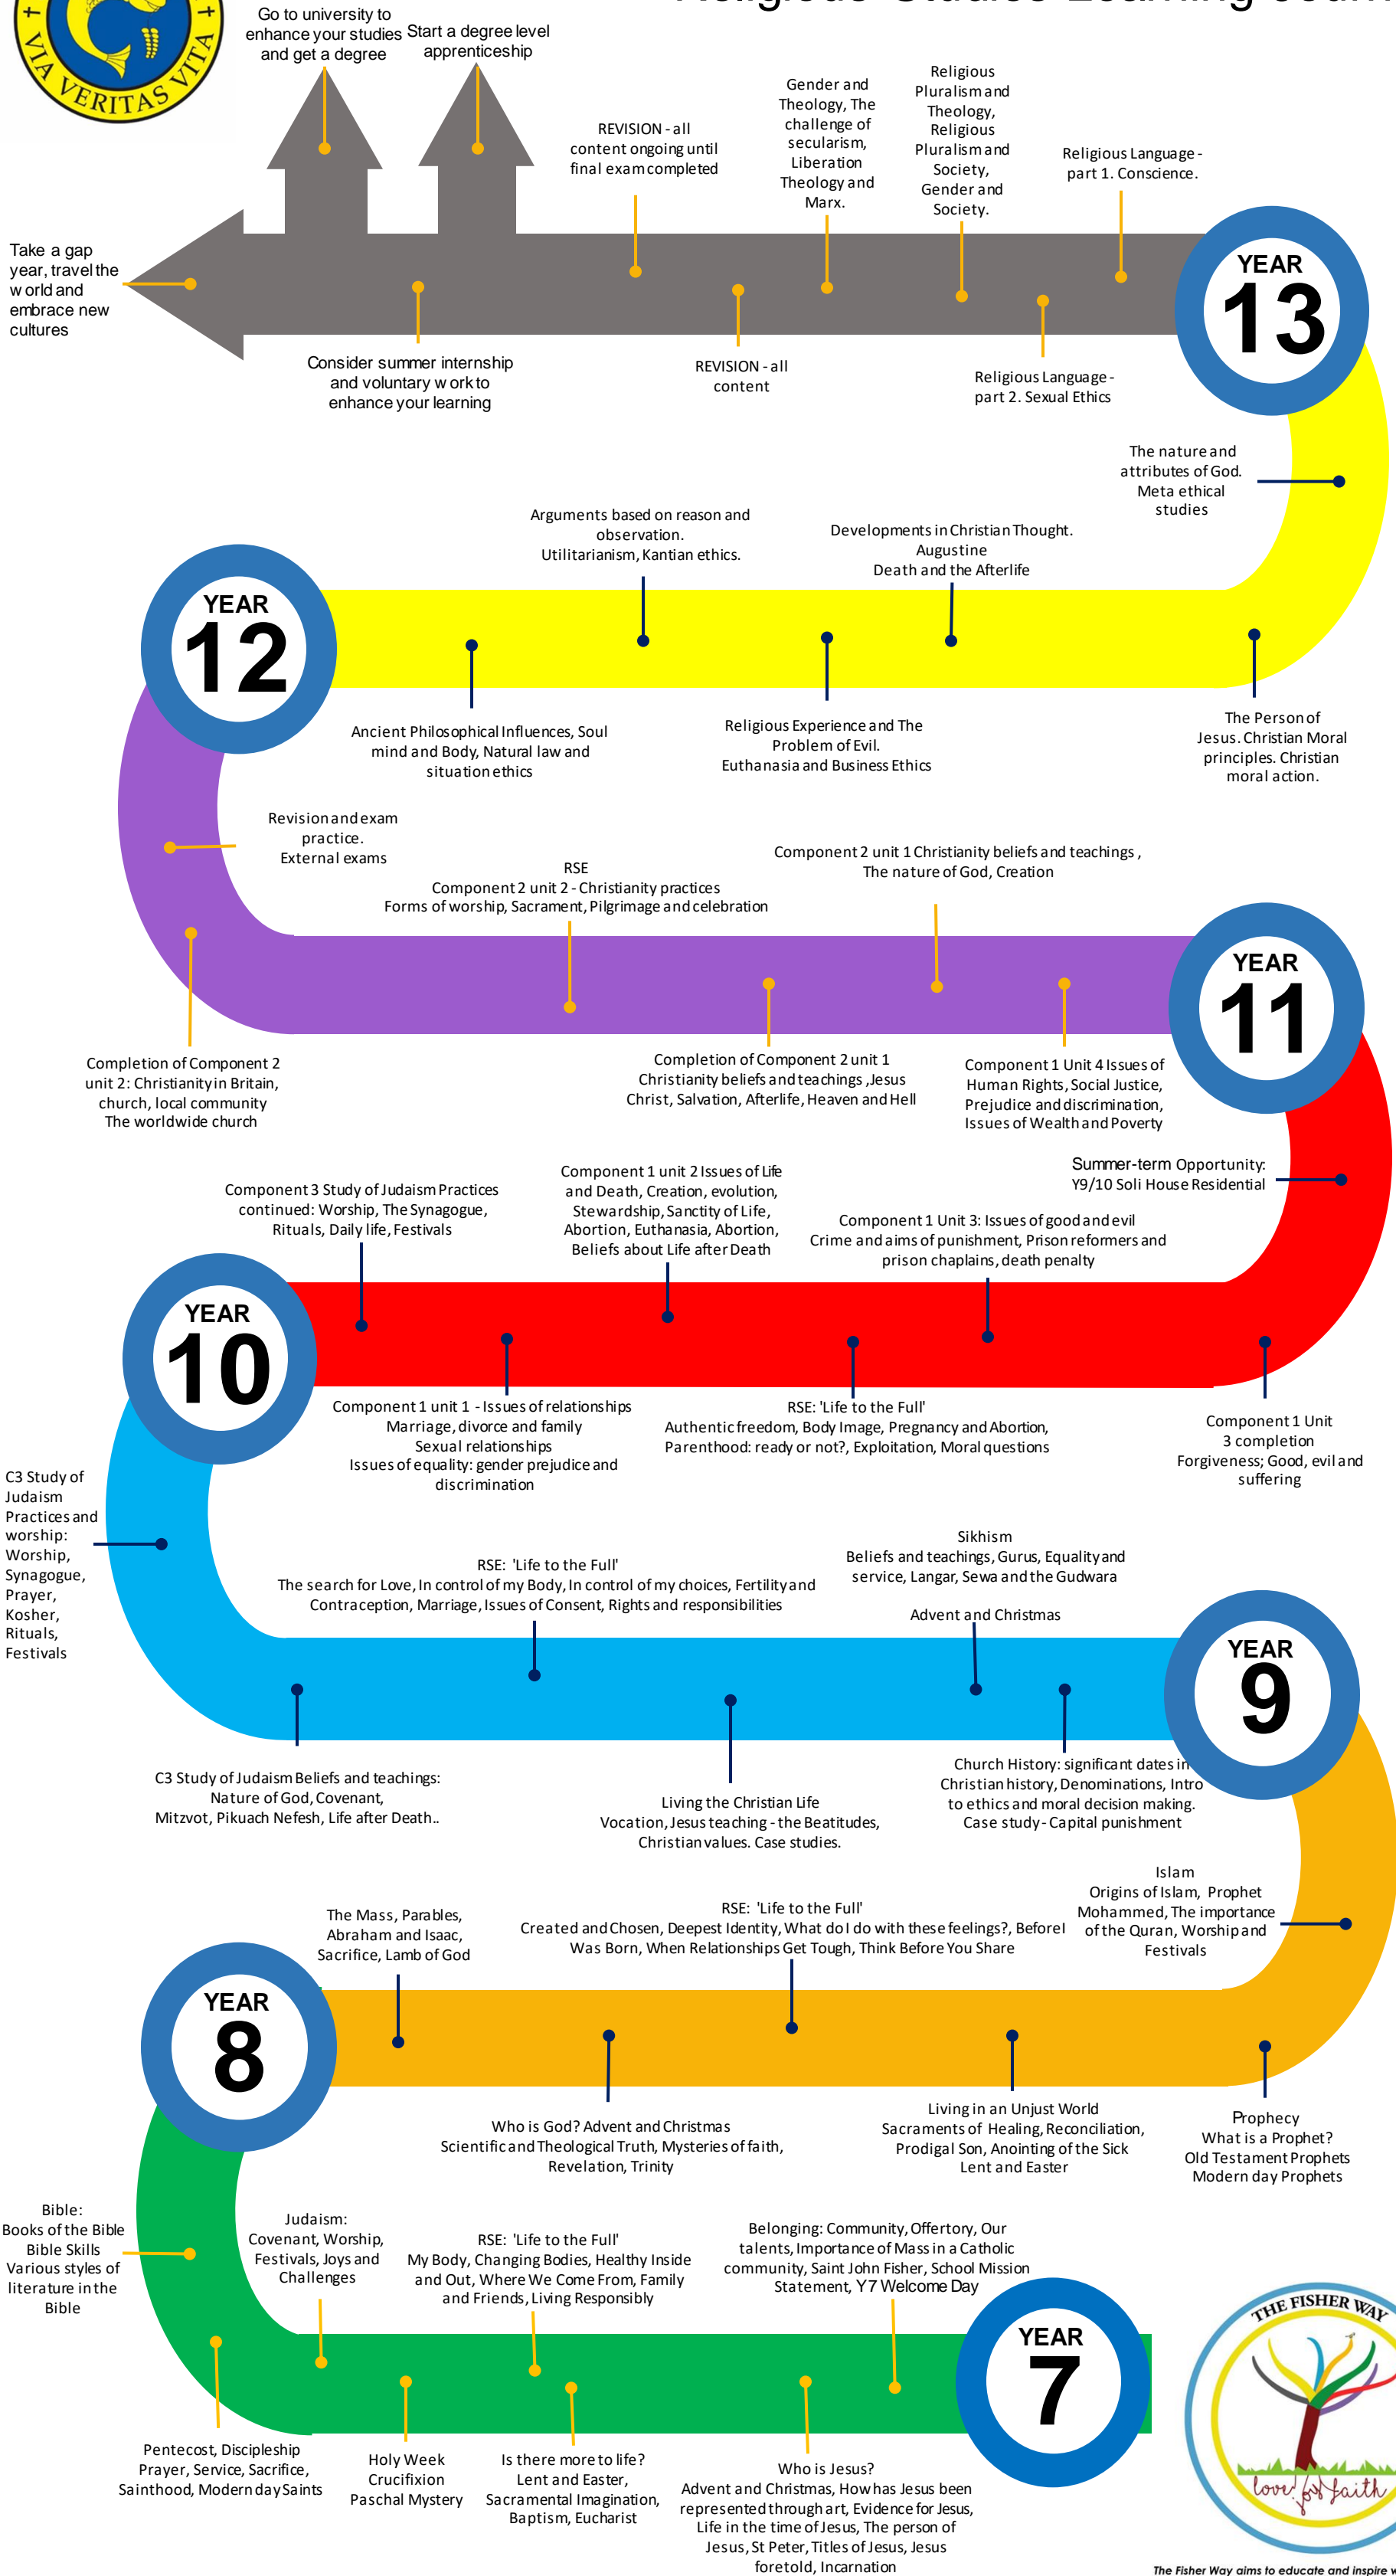 Religious Studies Learning Journ
VIA VERITAS VITA
Go to university to
enhance your studies
and get a degree
Start a degree level
apprenticeship
REVISION - all
content ongoing until
final exam completed
Gender and
Theology, The
challenge of
secularism,
Liberation
Theology and
Marx.
Religious
Pluralism and
Theology,
Religious
Pluralism and
Society,
Gender and
Society.
Religious Language -
part 1. Conscience.
Take a gap
year, travel the
world and
embrace new
cultures
YEAR
13
Consider summer internship
and voluntary work to
enhance your learning
REVISION - all
content
Religious Language -
part 2. Sexual Ethics
The nature and
attributes of God.
Meta ethical
studies
Arguments based on reason and
observation.
Utilitarianism, Kantian ethics.
Developments in Christian Thought.
Augustine
Death and the Afterlife
YEAR
12
Ancient Philosophical Influences, Soul
mind and Body, Natural law and
situation ethics
Religious Experience and The
Problem of Evil.
Euthanasia and Business Ethics
The Person of
Jesus. Christian Moral
principles. Christian
moral action.
Revision and exam
practice.
External exams
RSE
Component 2 unit 2 - Christianity practices
Forms of worship, Sacrament, Pilgrimage and celebration
Component 2 unit 1 Christianity beliefs and teachings ,
The nature of God, Creation
YEAR
11
Completion of Component 2
unit 2: Christianity in Britain,
church, local community
The worldwide church
Completion of Component 2 unit 1
Christianity beliefs and teachings ,Jesus
Christ, Salvation, Afterlife, Heaven and Hell
Component 1 Unit 4 Issues of
Human Rights, Social Justice,
Prejudice and discrimination,
Issues of Wealth and Poverty
Summer-term Opportunity:
Y9/10 Soli House Residential
Component 3 Study of Judaism Practices
continued: Worship, The Synagogue,
Rituals, Daily life, Festivals
Component 1 unit 2 Issues of Life
and Death, Creation, evolution,
Stewardship, Sanctity of Life,
Abortion, Euthanasia, Abortion,
Beliefs about Life after Death
Component 1 Unit 3: Issues of good and evil
Crime and aims of punishment, Prison reformers and
prison chaplains, death penalty
YEAR
10
Component 1 unit 1 - Issues of relationships
Marriage, divorce and family
Sexual relationships
Issues of equality: gender prejudice and
discrimination
RSE: 'Life to the Full'
Authentic freedom, Body Image, Pregnancy and Abortion,
Parenthood: ready or not?, Exploitation, Moral questions
Component 1 Unit
3 completion
Forgiveness; Good, evil and
suffering
C3 Study of
Judaism
Practices and
worship:
Worship,
Synagogue,
Prayer,
Kosher,
Rituals,
Festivals
RSE: 'Life to the Full'
The search for Love, In control of my Body, In control of my choices, Fertility and
Contraception, Marriage, Issues of Consent, Rights and responsibilities
Sikhism
Beliefs and teachings, Gurus, Equality and
service, Langar, Sewa and the Gudwara
Advent and Christmas
YEAR
9
C3 Study of Judaism Beliefs and teachings:
Nature of God, Covenant,
Mitzvot, Pikuach Nefesh, Life after Death..
Living the Christian Life
Vocation, Jesus teaching - the Beatitudes,
Christian values. Case studies.
Church History: significant dates in
Christian history, Denominations, Intro
to ethics and moral decision making.
Case study - Capital punishment
The Mass, Parables,
Abraham and Isaac,
Sacrifice, Lamb of God
RSE: 'Life to the Full'
Created and Chosen, Deepest Identity, What do I do with these feelings?, Before I
Was Born, When Relationships Get Tough, Think Before You Share
Islam
Origins of Islam, Prophet
Mohammed, The importance
of the Quran, Worship and
Festivals
YEAR
8
Who is God? Advent and Christmas
Scientific and Theological Truth, Mysteries of faith,
Revelation, Trinity
Living in an Unjust World
Sacraments of Healing, Reconciliation,
Prodigal Son, Anointing of the Sick
Lent and Easter
Prophecy
What is a Prophet?
Old Testament Prophets
Modern day Prophets
Bible:
Books of the Bible
Bible Skills
Various styles of
literature in the
Bible
Judaism:
Covenant, Worship,
Festivals, Joys and
Challenges
RSE: 'Life to the Full'
My Body, Changing Bodies, Healthy Inside
and Out, Where We Come From, Family
and Friends, Living Responsibly
Belonging: Community, Offertory, Our
talents, Importance of Mass in a Catholic
community, Saint John Fisher, School Mission
Statement, Y7 Welcome Day
YEAR
7
Pentecost, Discipleship
Prayer, Service, Sacrifice,
Sainthood, Modern day Saints
Holy Week
Crucifixion
Paschal Mystery
Is there more to life?
Lent and Easter,
Sacramental Imagination,
Baptism, Eucharist
Who is Jesus?
Advent and Christmas, How has Jesus been
represented through art, Evidence for Jesus,
Life in the time of Jesus, The person of
Jesus, St Peter, Titles of Jesus, Jesus
foretold, Incarnation
THE FISHER WAY
love joy faith
The Fisher Way aims to educate and inspire